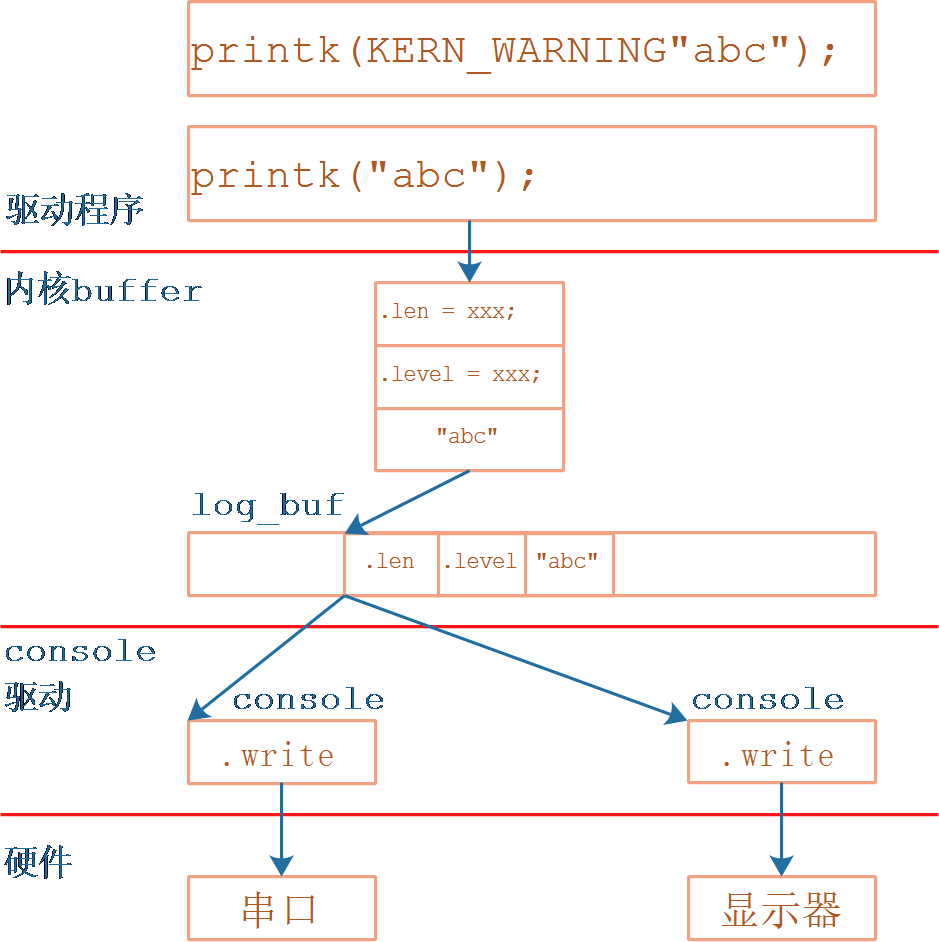 printk(KERN_WARNING"abc");
printk("abc");
驱动程序
内核buffer
.len = xxx;
.level = xxx;
"abc"
log_buf
.len .level "abc"
console
驱动
console console
.write .write
硬件
串口 显示器